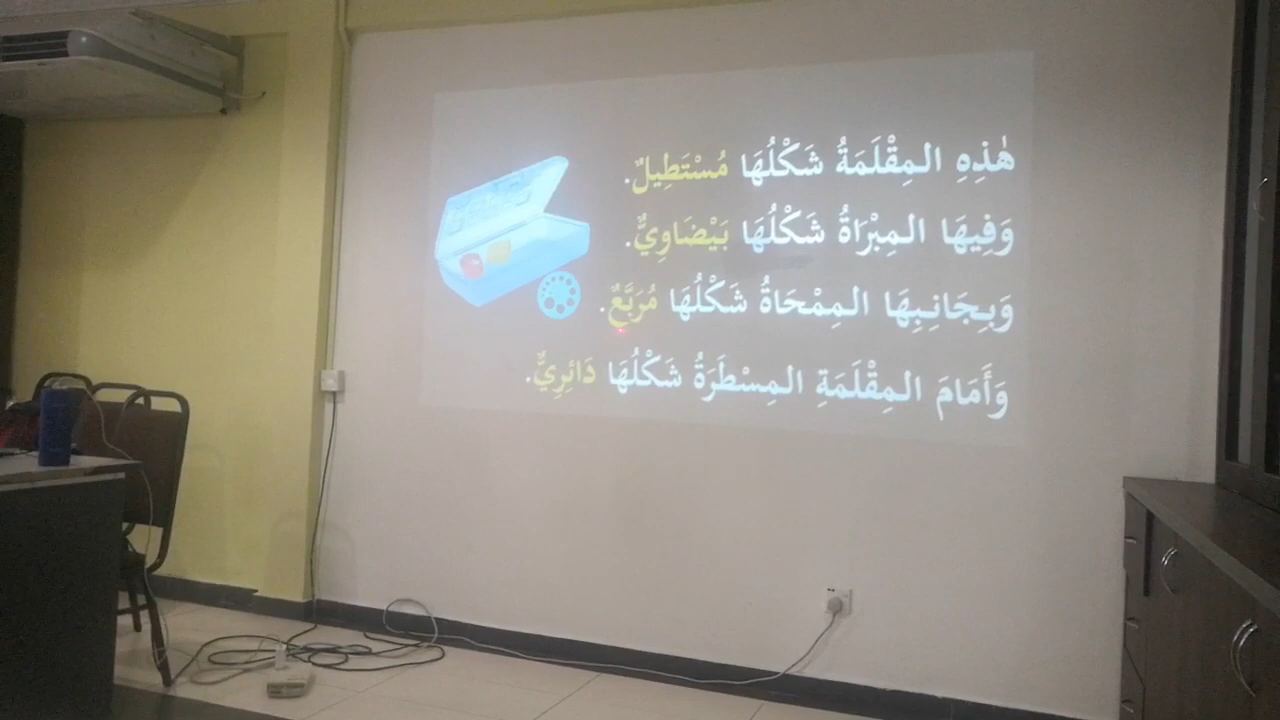 هٰذِهِ المِقْلَمَةُ شَكْلُهَا مُسْتَطِيلٌ.
وَفِيهَا المِبْرَاةُ شَكْلُهَا بَيْضَاوِيٌّ.
وَبِجَانِبِهَا المِمْحَاةُ شَكْلُهَا مُرَبَّعٌ.
وَأَمَامَ المِقْلَمَةِ المِسْطَرَةُ شَكْلُهَا دَائِرِيٌّ.